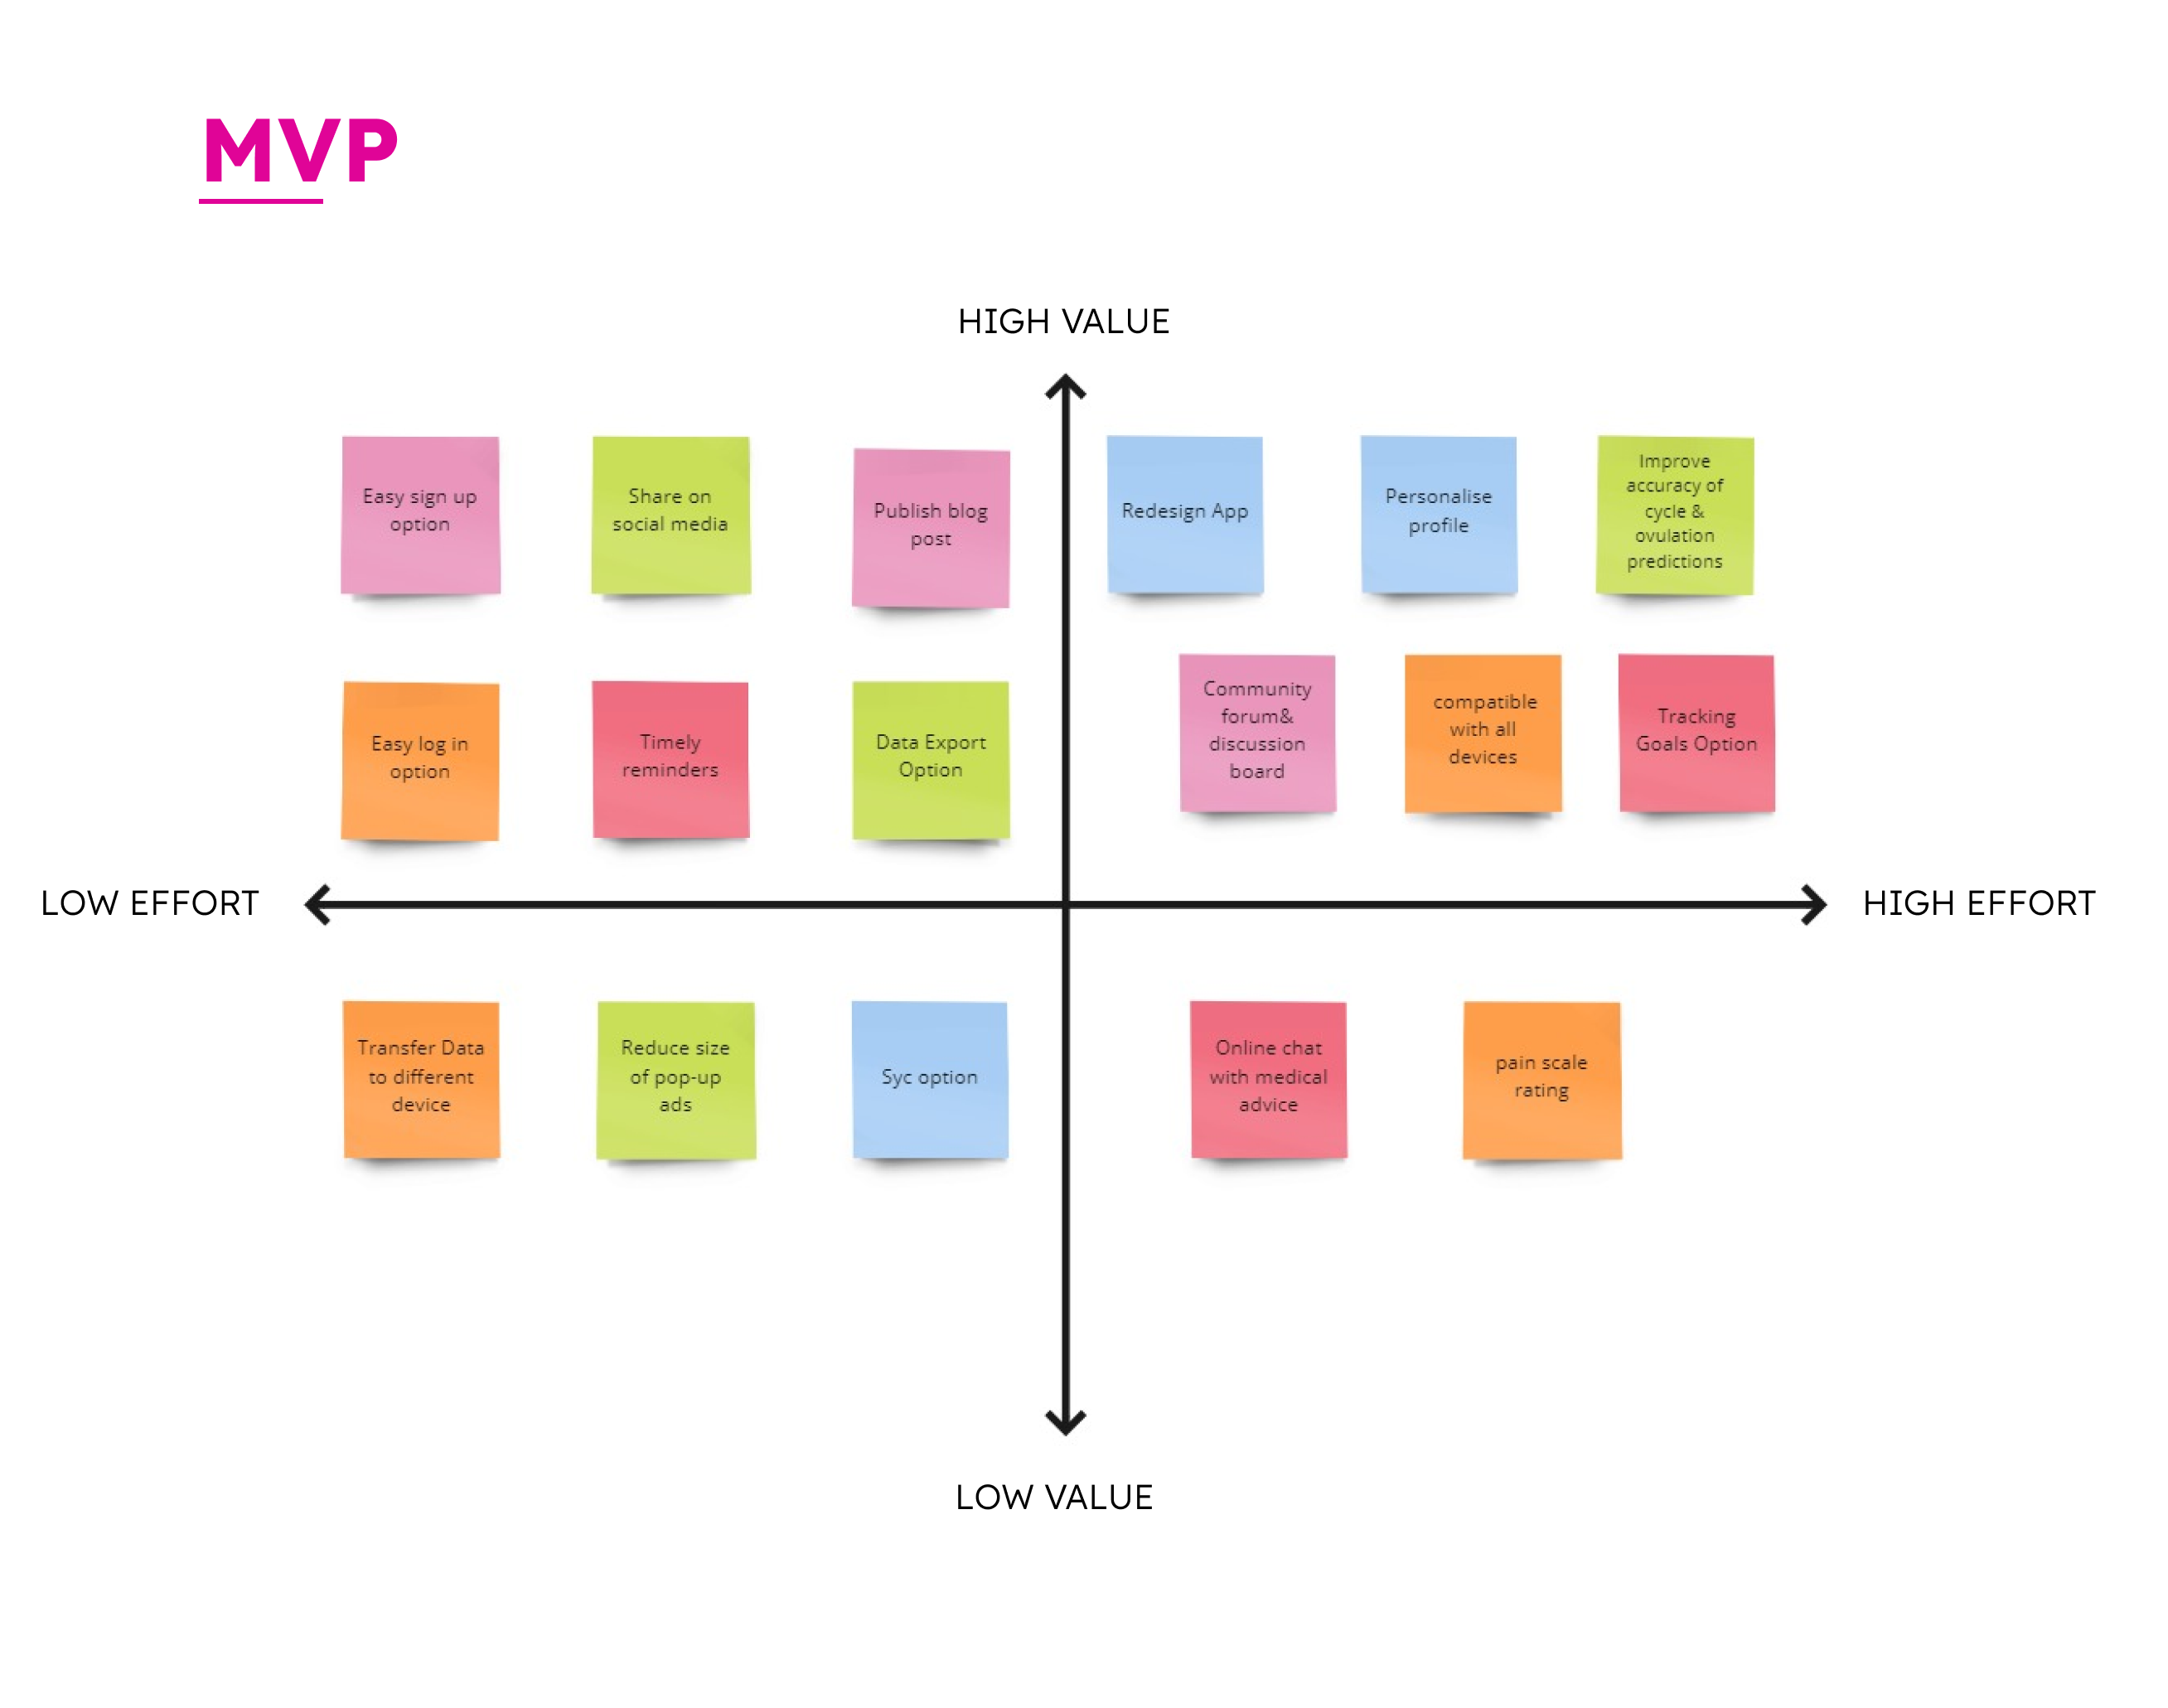 MVP
HIGH VALUE
Easy sign up
option
Share on
social media
Publish blog
post
Redesign App
Personalise
profile
Improve
accuracy of
cycle &
ovulation
predictions
Easy log in
option
Timely
reminders
Data Export
Option
Community
forum&
discussion
board
compatible
with all
devices
Tracking
Goals Option
LOW EFFORT
HIGH EFFORT
Transfer Data
to different
device
Reduce size
of pop-up
ads
Syc option
Online chat
with medical
advice
pain scale
rating
LOW VALUE